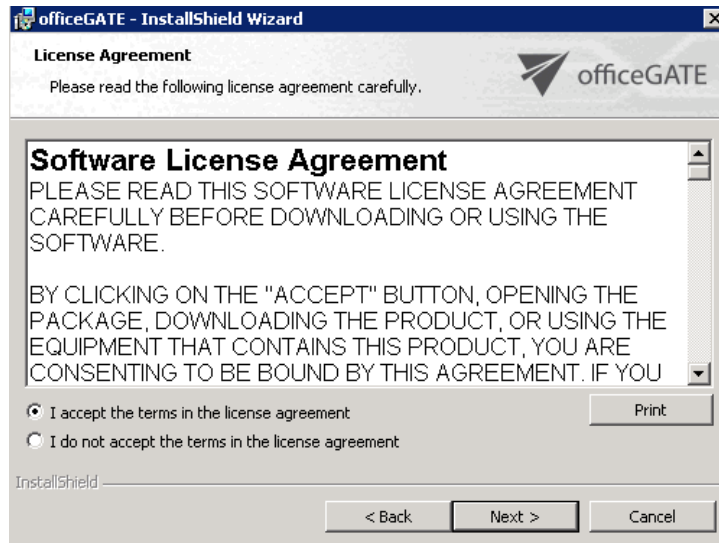 officeGATE - InstallShield Wizard
License Agreement
Please read the following license agreement carefully.
officeGATE
Software License Agreement
PLEASE READ THIS SOFTWARE LICENSE AGREEMENT
CAREFULLY BEFORE DOWNLOADING OR USING THE
SOFTWARE.
BY CLICKING ON THE "ACCEPT" BUTTON, OPENING THE
PACKAGE, DOWNLOADING THE PRODUCT, OR USING THE
EQUIPMENT THAT CONTAINS THIS PRODUCT, YOU ARE
CONSENTING TO BE BOUND BY THIS AGREEMENT. IF YOU
I accept the terms in the license agreement
Print
I do not accept the terms in the license agreement
InstallShield
< Back
Next >
Cancel